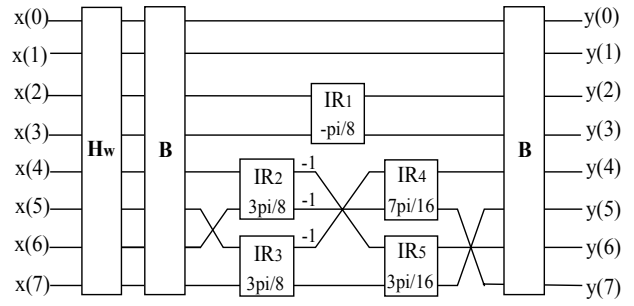 x(0) y(0)
x(1) y(1)
x(2) IR1 y(2)
-pi/8
x(3) y(3)
Hw B B
x(4) IR2 -1 IR4 y(4)
3pi/8 -1 7pi/16
x(5) y(5)
x(6) IR3 -1 IR5 y(6)
3pi/8 3pi/16
x(7) y(7)